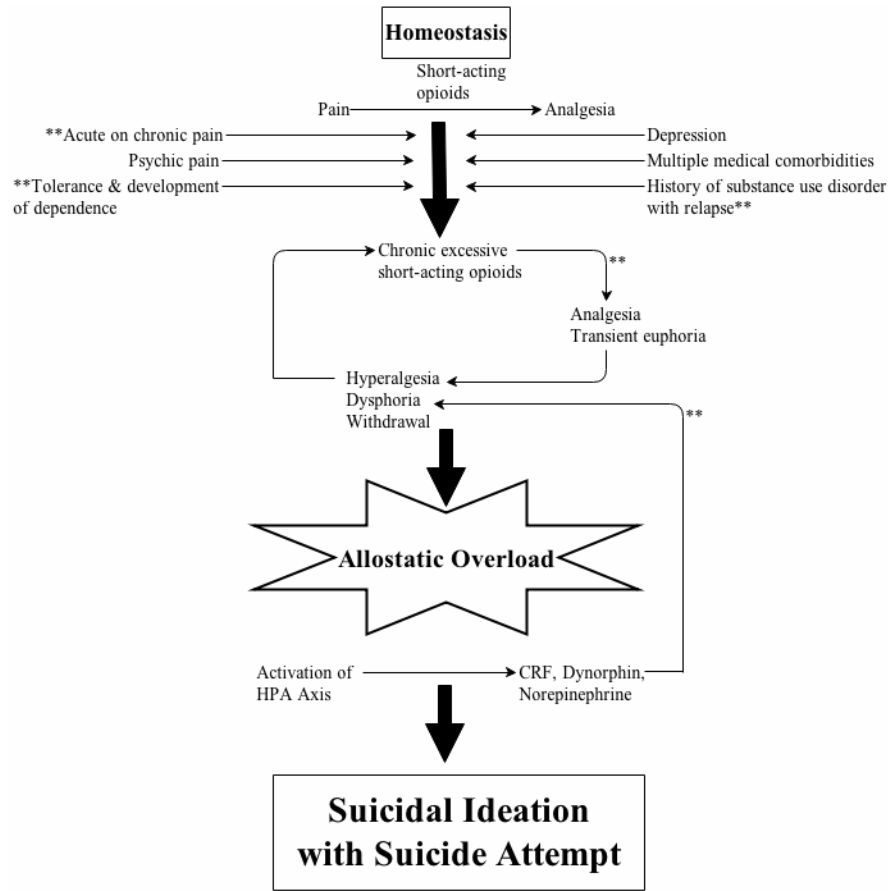 Homeostasis
Short-acting
opioids
Pain
Analgesia
**Acute on chronic pain
Depression
Psychic pain
Multiple medical comorbidities
**Tolerance & development
of dependence
History of substance use disorder
with relapse**
Chronic excessive
short-acting opioids
**
Analgesia
Transient euphoria
Hyperalgesia
Dysphoria
Withdrawal
**
Allostatic Overload
Activation of
HPA Axis
CRF, Dynorphin,
Norepinephrine
Suicidal Ideation
with Suicide Attempt